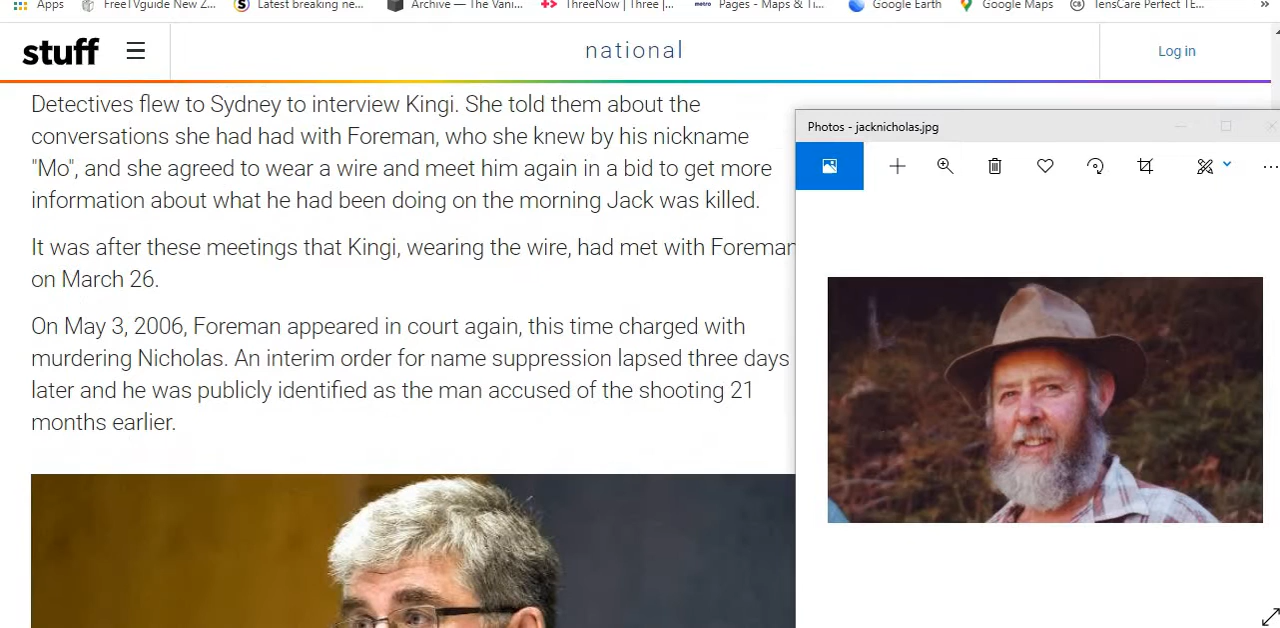 Apps
FreeTVguide New Z...
Latest breaking ne...
Archive — The Vani...
ThreeNow | Three |...
metro
Pages - Maps & Ti...
Google Earth
Google Maps
TensCare Perfect TE...
»
stuff
national
Log in
Detectives flew to Sydney to interview Kingi. She told them about the
conversations she had had with Foreman, who she knew by his nickname
"Mo", and she agreed to wear a wire and meet him again in a bid to get more
information about what he had been doing on the morning Jack was killed.
It was after these meetings that Kingi, wearing the wire, had met with Foreman
on March 26.
On May 3, 2006, Foreman appeared in court again, this time charged with
murdering Nicholas. An interim order for name suppression lapsed three days
later and he was publicly identified as the man accused of the shooting 21
months earlier.
Photos - jacknicholas.jpg